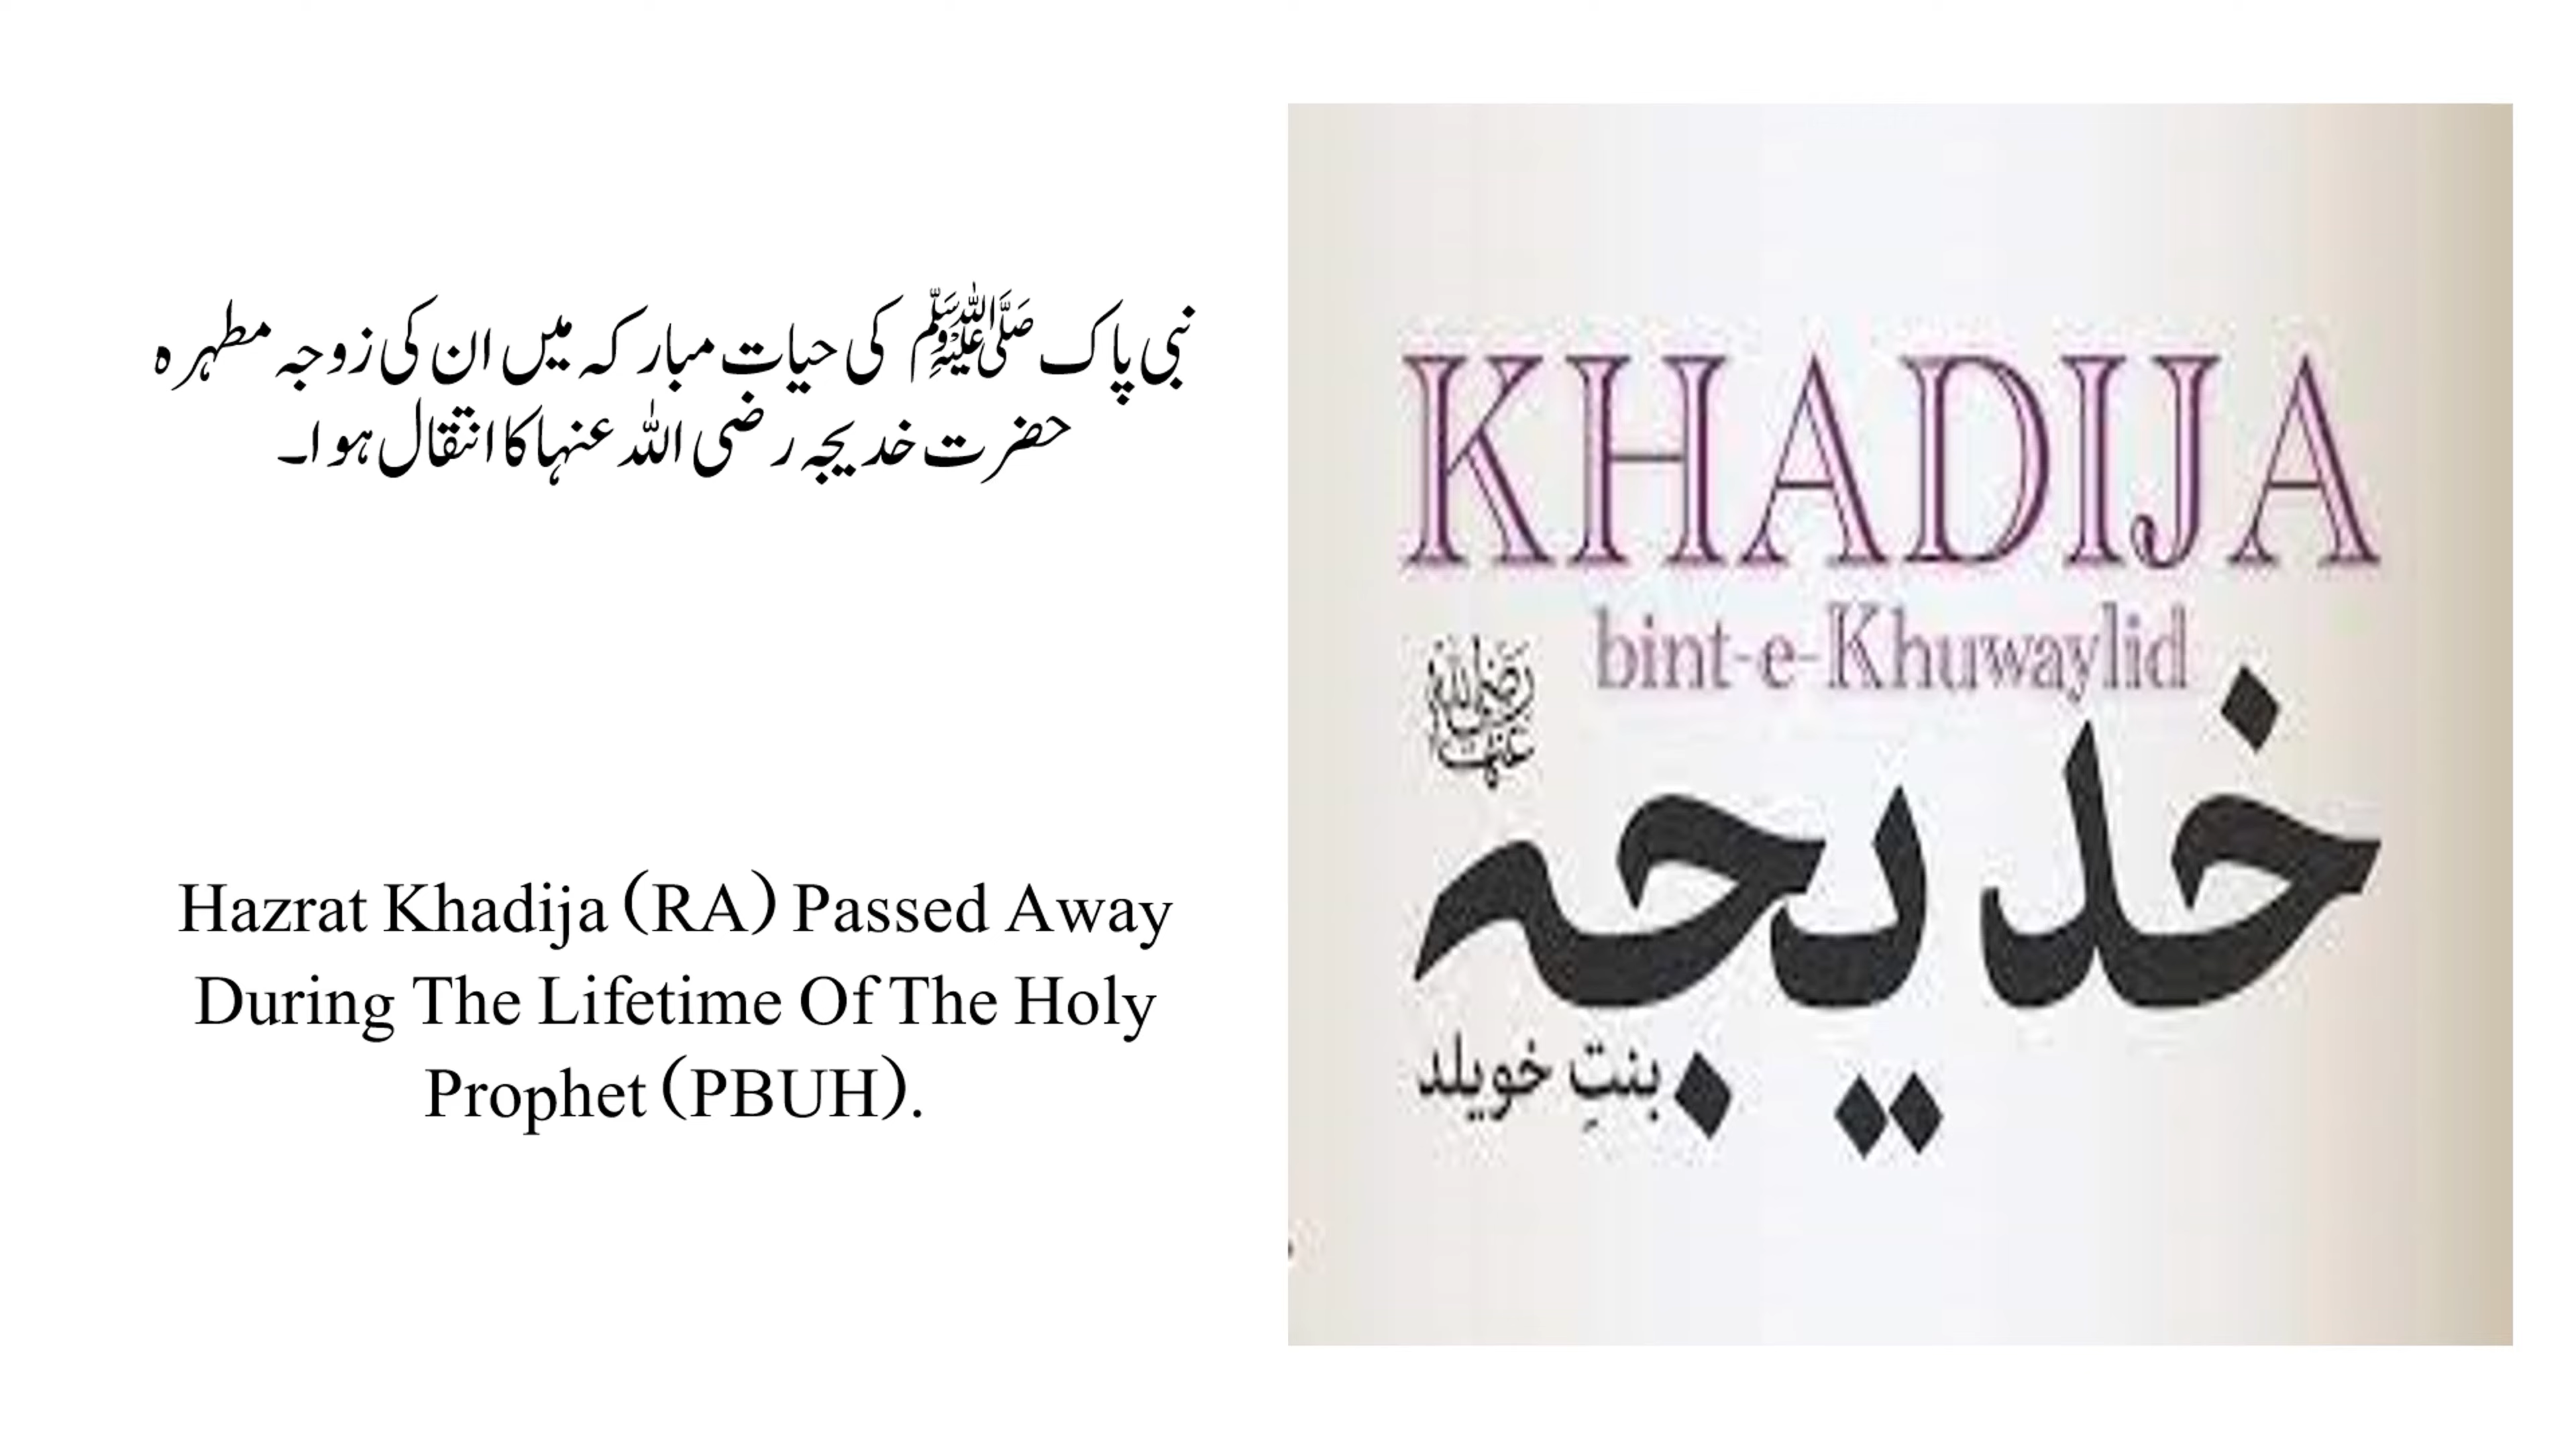 نبی پاک ﷺ کی حیات مبارکہ میں ان کی زوجہ مطہرہ
حضرت خدیجہ رضی اللہ عنہا کا انتقال ہوا۔
Hazrat Khadija (RA) Passed Away
During The Lifetime Of The Holy
Prophet (PBUH).
KHADIJA
bint-e-Khuwaylid
رضی اللہ عنہا
خدیجہ
بنتِ خویلد